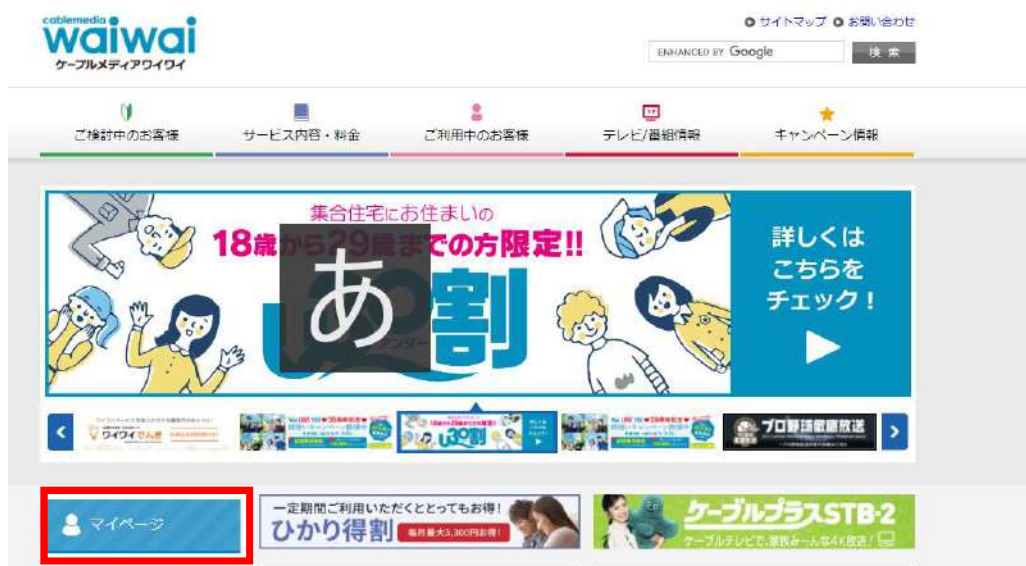 cablemedia
waiwai
ケーブルメディアワイワイ
サイトマップ お問い合わせ
ENHANCED BY Google
検 索
ご検討中のお客様
サービス内容・料金
ご利用中のお客様
テレビ/番組情報
キャンペーン情報
集合住宅にお住まいの
18歳から29歳までの方限定!!
あ
割
詳しくは
こちらを
チェック!
ワイワイでんき
U30割
プロ野球徹底放送
マイページ
一定期間ご利用いただくととってもお得!
ひかり得割
毎月最大3,300円お得!
ケーブルプラスSTB-2
ケーブルテレビで、家族み〜んな4K放送!